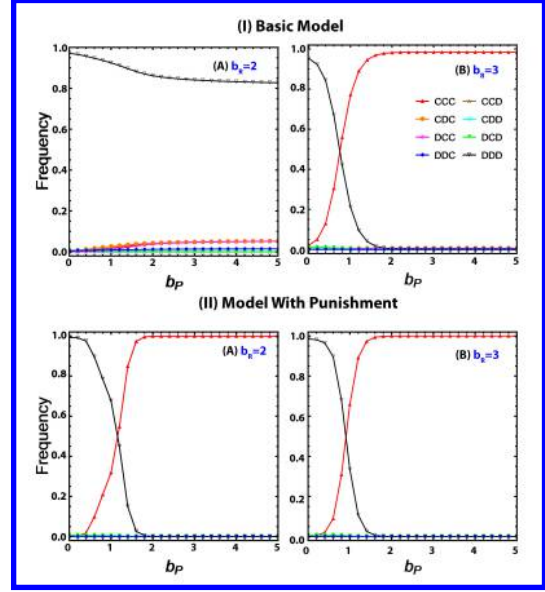 (I) Basic Model
(A) bR=2
(B) bR=3
CCC CCD
CDC CDD
DCC DCD
DDC DDD
Frequency
1.0
0.8
0.6
0.4
0.2
0.0
0 1 2 3 4 5
bP
1.0
0.8
0.6
0.4
0.2
0.0
0 1 2 3 4 5
bP
(II) Model With Punishment
(A) bR=2
(B) bR=3
Frequency
1.0
0.8
0.6
0.4
0.2
0.0
0 1 2 3 4 5
bP
1.0
0.8
0.6
0.4
0.2
0.0
0 1 2 3 4 5
bP